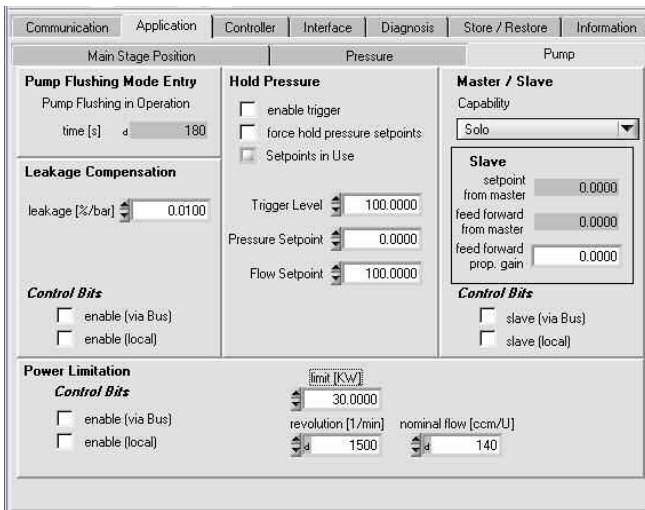 Communication Application Controller Interface Diagnosis Store / Restore Information
Main Stage Position Pressure Pump
Pump Flushing Mode Entry
Pump Flushing in Operation
time [s] d 180
Leakage Compensation
leakage [%/bar] 0.0100
Control Bits
enable (via Bus)
enable (local)
Hold Pressure
enable trigger
force hold pressure setpoints
Setpoints in Use
Trigger Level 100.0000
Pressure Setpoint 0.0000
Flow Setpoint 100.0000
Master / Slave
Capability
Solo
Slave
setpoint
from master 0.0000
feed forward
from master 0.0000
feed forward
prop. gain 0.0000
Control Bits
slave (via Bus)
slave (local)
Power Limitation
Control Bits
enable (via Bus)
enable (local)
limit [KW]
30.0000
revolution [1/min] nominal flow [ccm/U]
d 1500 d 140